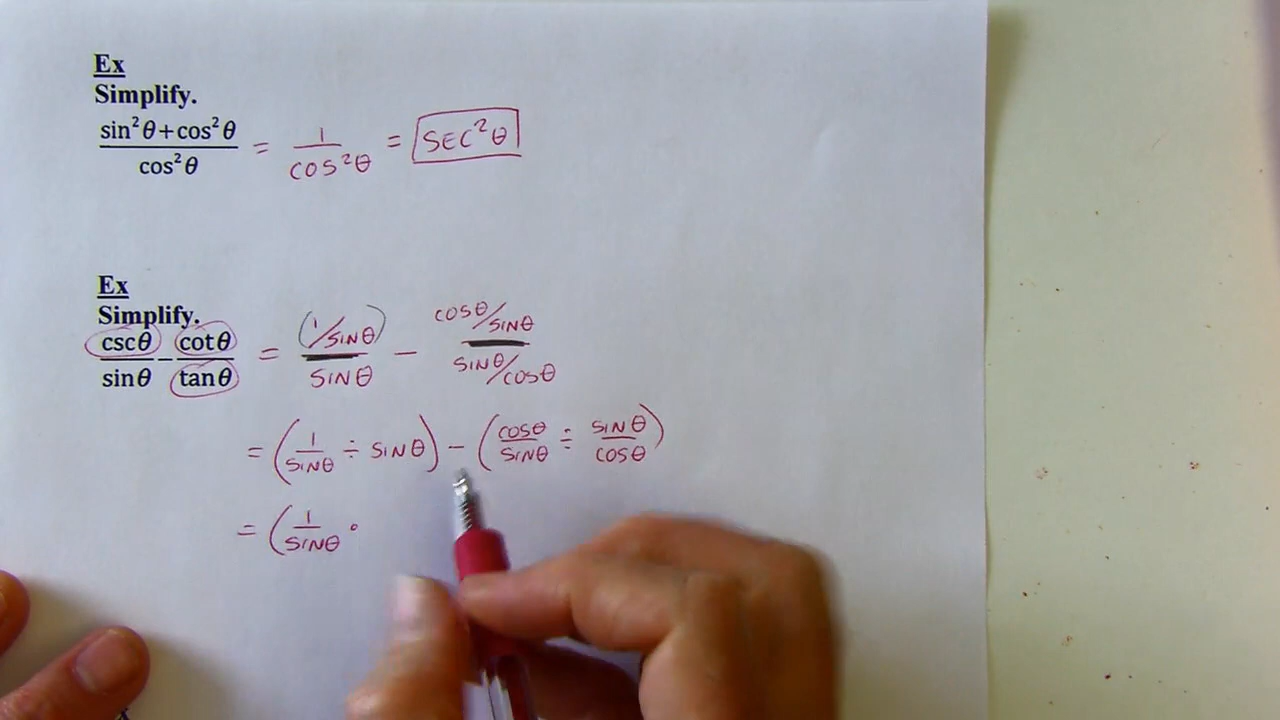 Ex
Simplify.
sin²θ+cos²θ / cos²θ = 1 / COS²θ = SEC²θ
Ex
Simplify.
cscθ / sinθ − cotθ / tanθ = (1/SINθ) / SINθ − COSθ/SINθ / SINθ/COSθ
= (1/SINθ ÷ SINθ) − (COSθ/SINθ ÷ SINθ/COSθ)
= (1/SINθ •